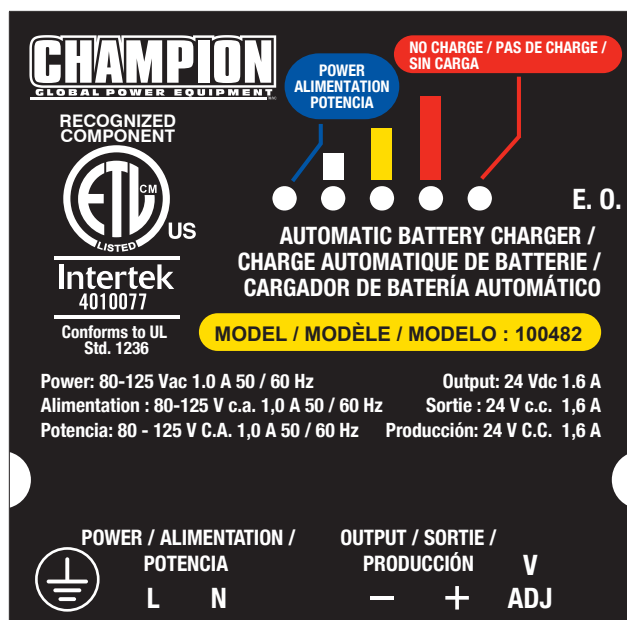 CHAMPION
GLOBAL POWER EQUIPMENT
RECOGNIZED
COMPONENT
ETL CM
LISTED
US
Intertek
4010077
Conforms to UL
Std. 1236
POWER
ALIMENTATION
POTENCIA
NO CHARGE / PAS DE CHARGE /
SIN CARGA
E. O.
AUTOMATIC BATTERY CHARGER /
CHARGE AUTOMATIQUE DE BATTERIE /
CARGADOR DE BATERÍA AUTOMÁTICO
MODEL / MODÈLE / MODELO : 100482
Power: 80-125 Vac 1.0 A 50 / 60 Hz
Alimentation : 80-125 V c.a. 1,0 A 50 / 60 Hz
Potencia: 80 - 125 V C.A. 1,0 A 50 / 60 Hz
Output: 24 Vdc 1.6 A
Sortie : 24 V c.c. 1,6 A
Producción: 24 V C.C. 1,6 A
POWER / ALIMENTATION /
POTENCIA
L N
OUTPUT / SORTIE /
PRODUCCIÓN
− +
V
ADJ